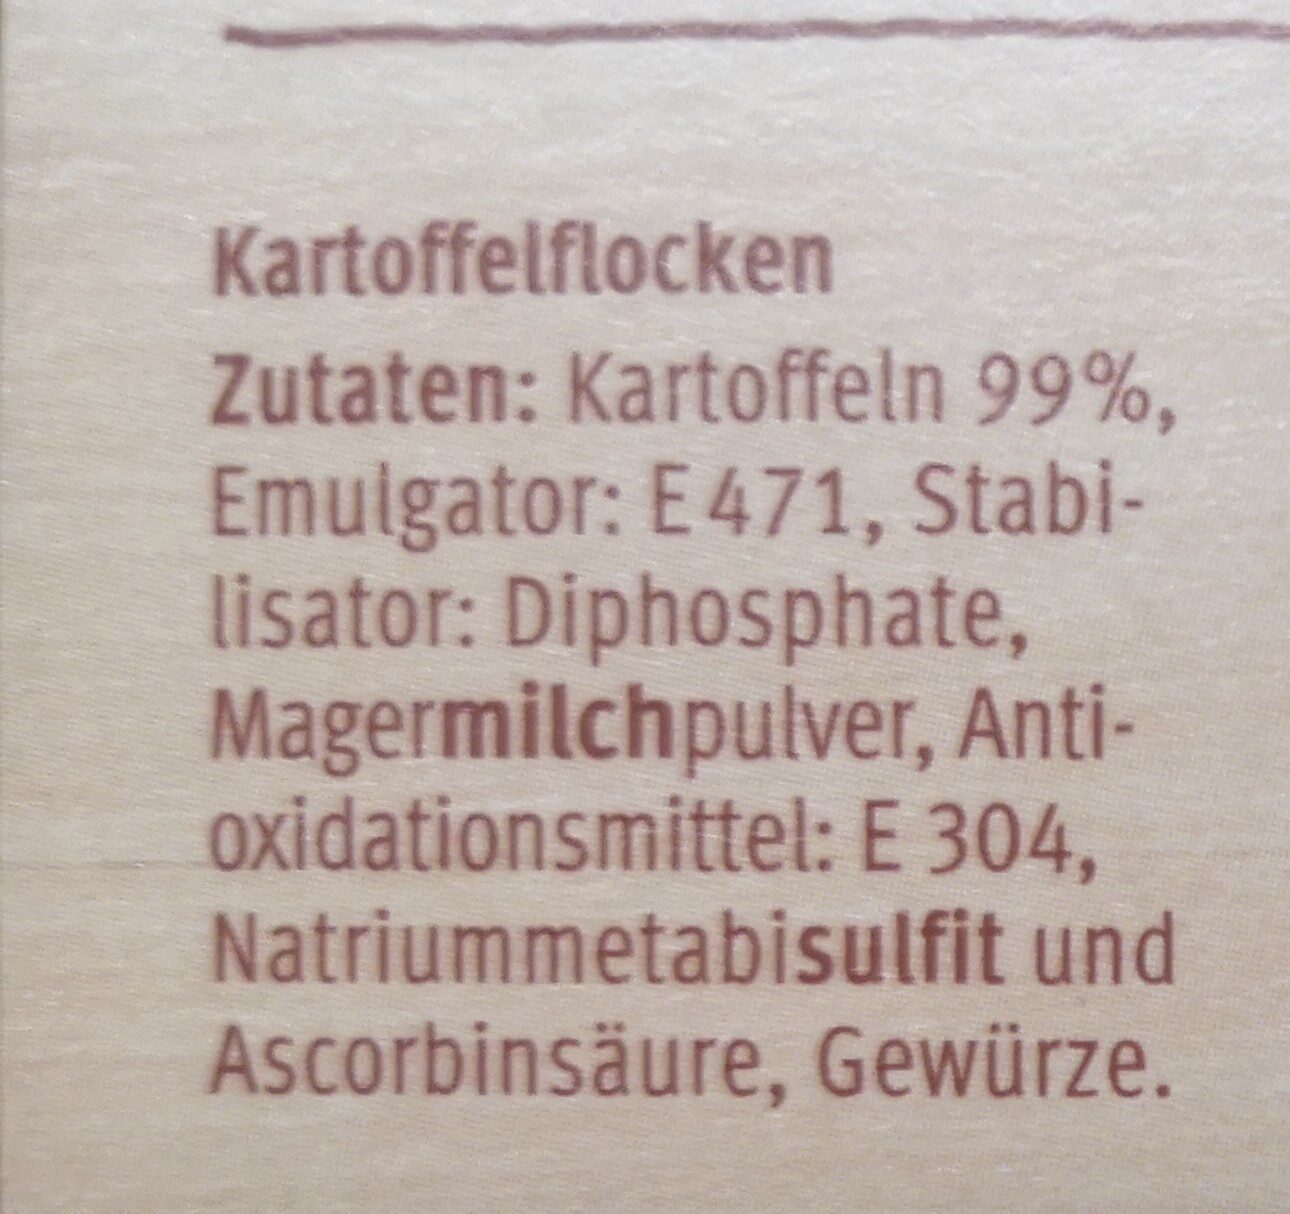 Kartoffelflocken
Zutaten: Kartoffeln 99%,
Emulgator: E 471, Stabi-
lisator: Diphosphate,
Magermilchpulver, Anti-
oxidationsmittel: E 304,
Natriummetabisulfit und
Ascorbinsäure, Gewürze.